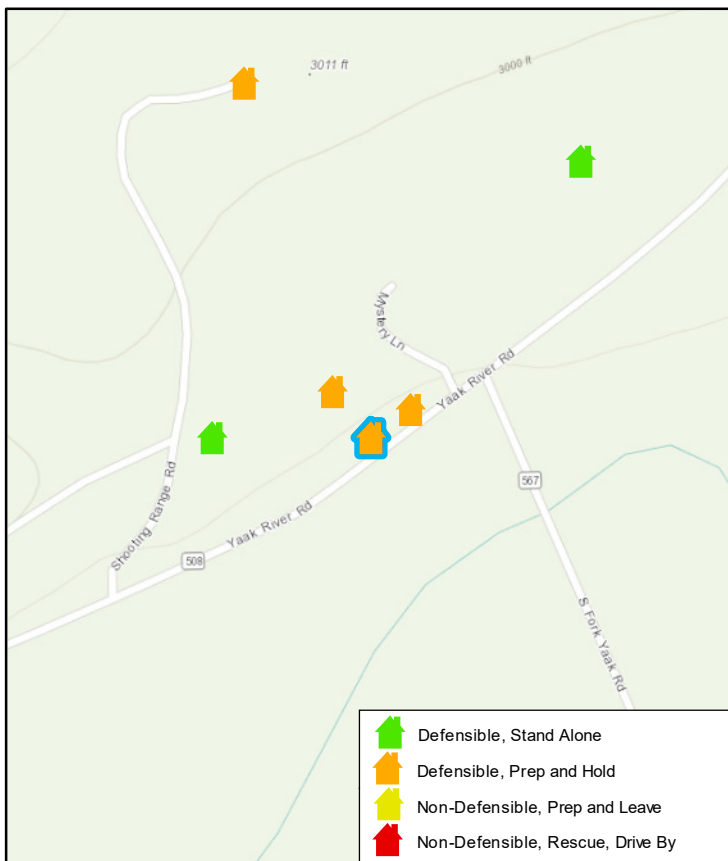 3011 ft
3000 ft
Mystery Ln
Yaak River Rd
567
Shooting Range Rd
Yaak River Rd
508
S Fork Yaak Rd
Defensible, Stand Alone
Defensible, Prep and Hold
Non-Defensible, Prep and Leave
Non-Defensible, Rescue, Drive By